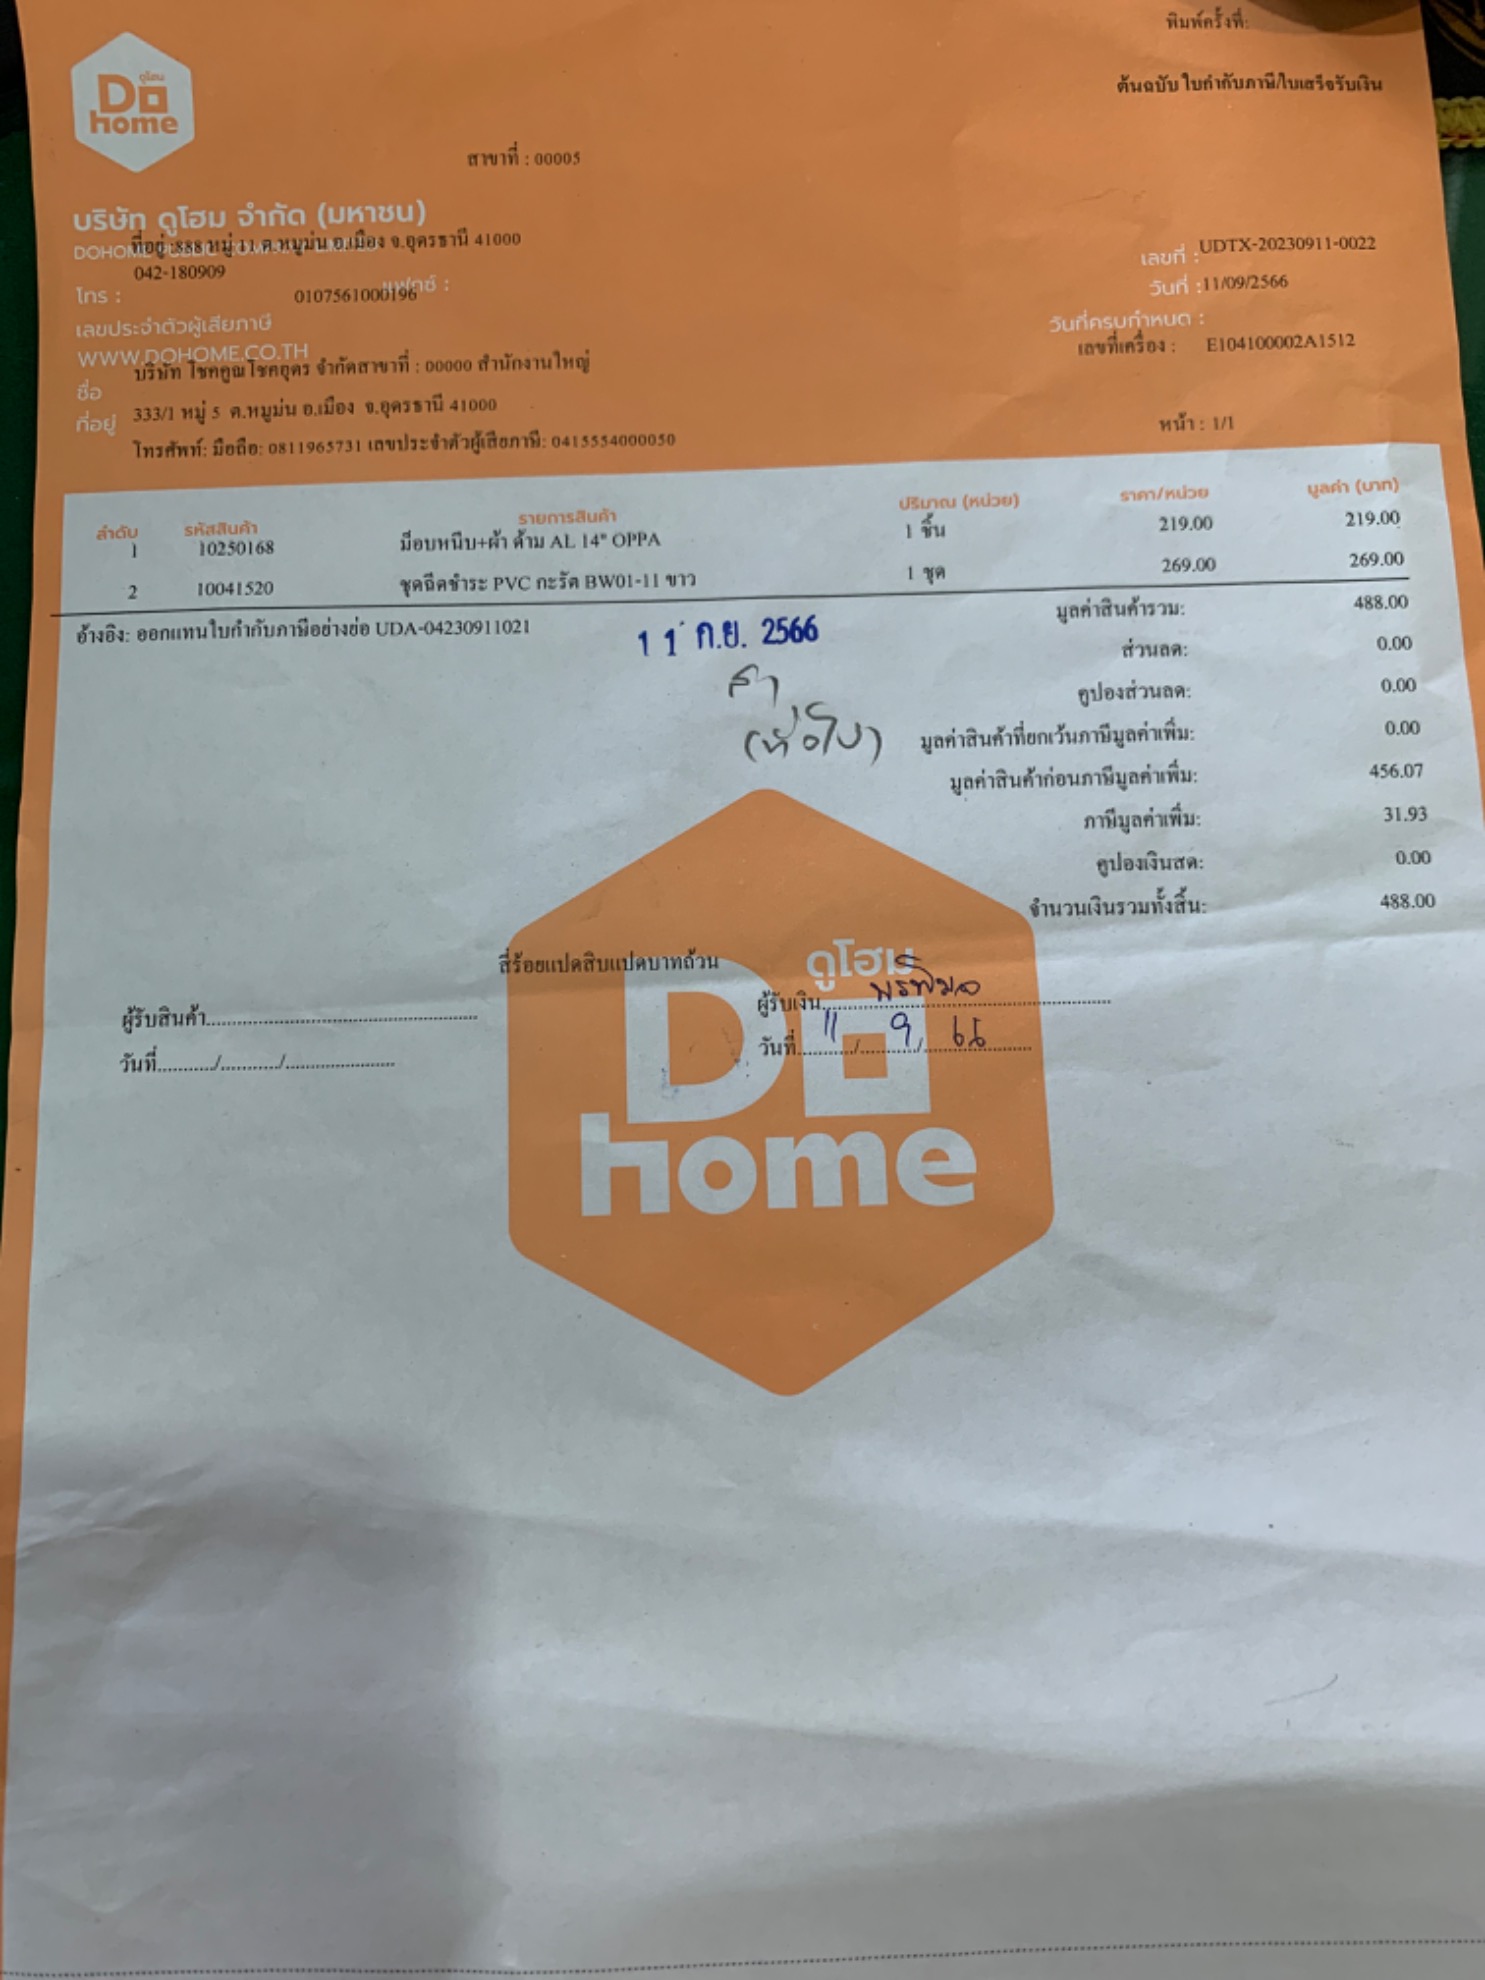 พิมพ์ครั้งที่:
ต้นฉบับ ใบกำกับภาษี/ใบเสร็จรับเงิน
ดูโฮม
Do
home
สาขาที่ : 00005
บริษัท ดูโฮม จำกัด (มหาชน)
ที่อยู่ :888 หมู่ 11 ต.หมูม่น อ.เมือง จ.อุดรธานี 41000
เลขที่ : UDTX-20230911-0022
โทร : 042-180909 แฟกซ์ :
วันที่ : 11/09/2566
เลขประจำตัวผู้เสียภาษี 0107561000196
วันที่ครบกำหนด :
WWW.DOHOME.CO.TH
เลขที่เครื่อง : E104100002A1512
ชื่อ บริษัท โชคคูณโชคอุดร จำกัดสาขาที่ : 00000 สำนักงานใหญ่
ที่อยู่ 333/1 หมู่ 5 ต.หมูม่น อ.เมือง จ.อุดรธานี 41000
หน้า : 1/1
โทรศัพท์: มือถือ: 0811965731 เลขประจำตัวผู้เสียภาษี: 0415554000050
ลำดับ รหัสสินค้า รายการสินค้า ปริมาณ (หน่วย) ราคา/หน่วย มูลค่า (บาท)
1 10250168 ม็อบหนีบ+ผ้า ด้าม AL 14" OPPA 1 ชิ้น 219.00 219.00
2 10041520 ชุดฉีดชำระ PVC กะรัต BW01-11 ขาว 1 ชุด 269.00 269.00
อ้างอิง: ออกแทนใบกำกับภาษีอย่างย่อ UDA-04230911021
มูลค่าสินค้ารวม: 488.00
11 ก.ย. 2566
ส่วนลด: 0.00
คูปองส่วนลด: 0.00
มูลค่าสินค้าที่ยกเว้นภาษีมูลค่าเพิ่ม: 0.00
มูลค่าสินค้าก่อนภาษีมูลค่าเพิ่ม: 456.07
ภาษีมูลค่าเพิ่ม: 31.93
คูปองเงินสด: 0.00
จำนวนเงินรวมทั้งสิ้น: 488.00
สี่ร้อยแปดสิบแปดบาทถ้วน
ดูโฮม
ผู้รับสินค้า........................................
ผู้รับเงิน........................................
วันที่.........../.........../....................
วันที่ 11 / 9 / 66
Do
home